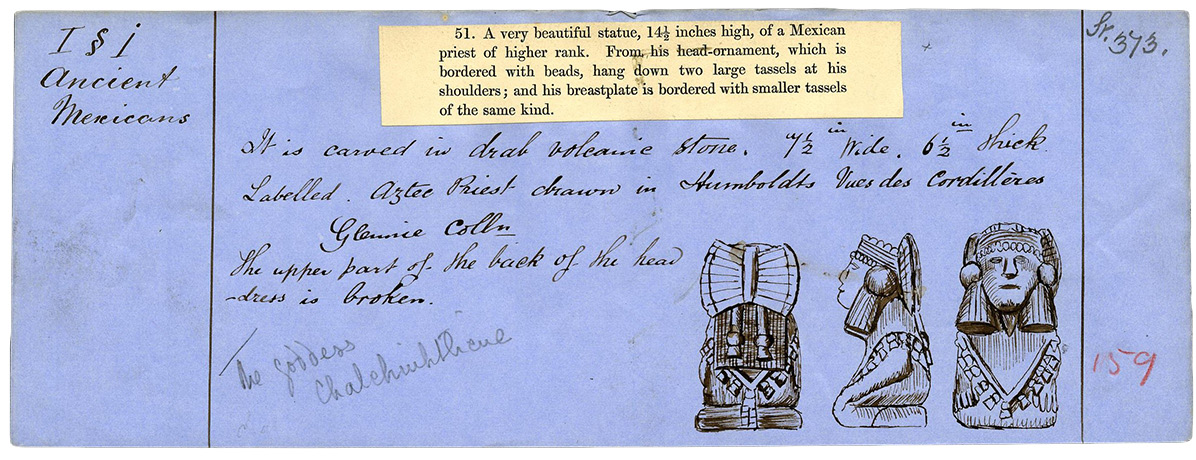 I § i
Ancient
Mexicans
51. A very beautiful statue, 14½ inches high, of a Mexican
priest of higher rank. From his head-ornament, which is
bordered with beads, hang down two large tassels at his
shoulders; and his breastplate is bordered with smaller tassels
of the same kind.
St. 373.
It is carved in drab volcanic stone. 7½ in Wide. 6½ in thick
Labelled. Aztec Priest drawn in Humboldts Vues des Cordillères
Glennie Colln
The upper part of the back of the head
-dress is broken.
The goddess
Chalchiuhtlicue
159